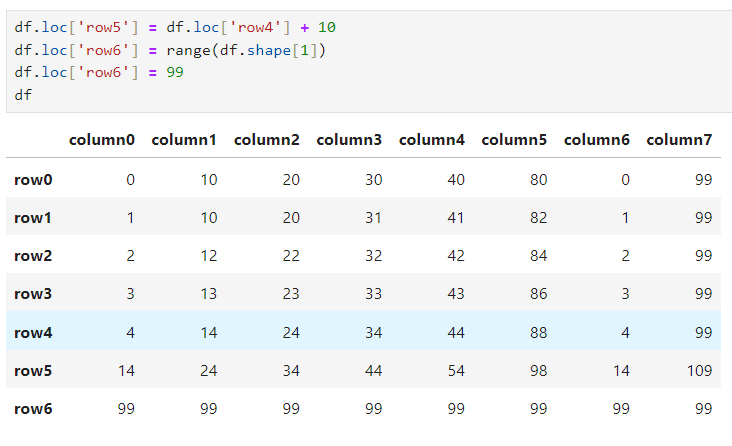 df.loc['row5'] = df.loc['row4'] + 10
df.loc['row6'] = range(df.shape[1])
df.loc['row6'] = 99
df
column0 column1 column2 column3 column4 column5 column6 column7
row0 0 10 20 30 40 80 0 99
row1 1 10 20 31 41 82 1 99
row2 2 12 22 32 42 84 2 99
row3 3 13 23 33 43 86 3 99
row4 4 14 24 34 44 88 4 99
row5 14 24 34 44 54 98 14 109
row6 99 99 99 99 99 99 99 99